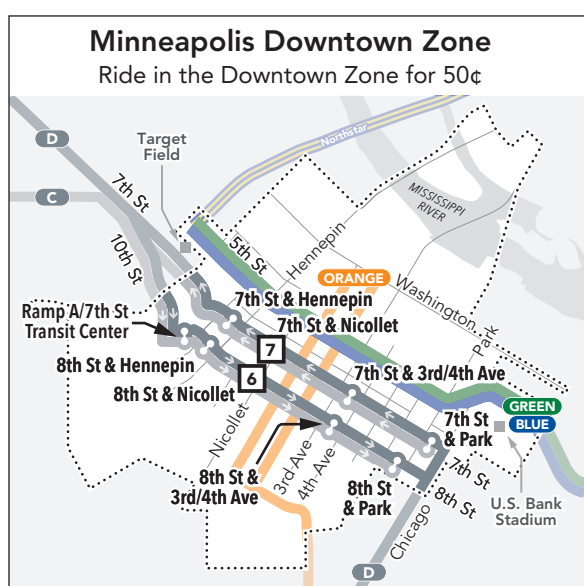 Minneapolis Downtown Zone
Ride in the Downtown Zone for 50¢
D
Target
Field
Northstar
C
7th St
10th St
5th St
Hennepin
MISSISSIPPI
RIVER
ORANGE
Washington
Ramp A/7th St
Transit Center
7th St & Hennepin
7th St & Nicollet
Park
8th St & Hennepin
7
7th St & 3rd/4th Ave
8th St & Nicollet
6
GREEN
BLUE
7th St
& Park
Nicollet
3rd Ave
4th Ave
8th St &
3rd/4th Ave
8th St
& Park
7th St
8th St
U.S. Bank
Stadium
Chicago
D